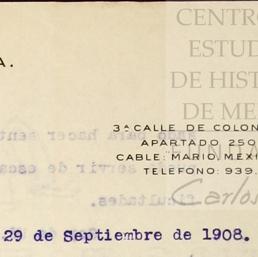 CENTRO
ESTUD
DE HIST
DE ME
A.
3ª CALLE DE COLON
APARTADO 250
CABLE: MARIO, MEXI
TELEFONO: 939.
Carlos
29 de Septiembre de 1908.